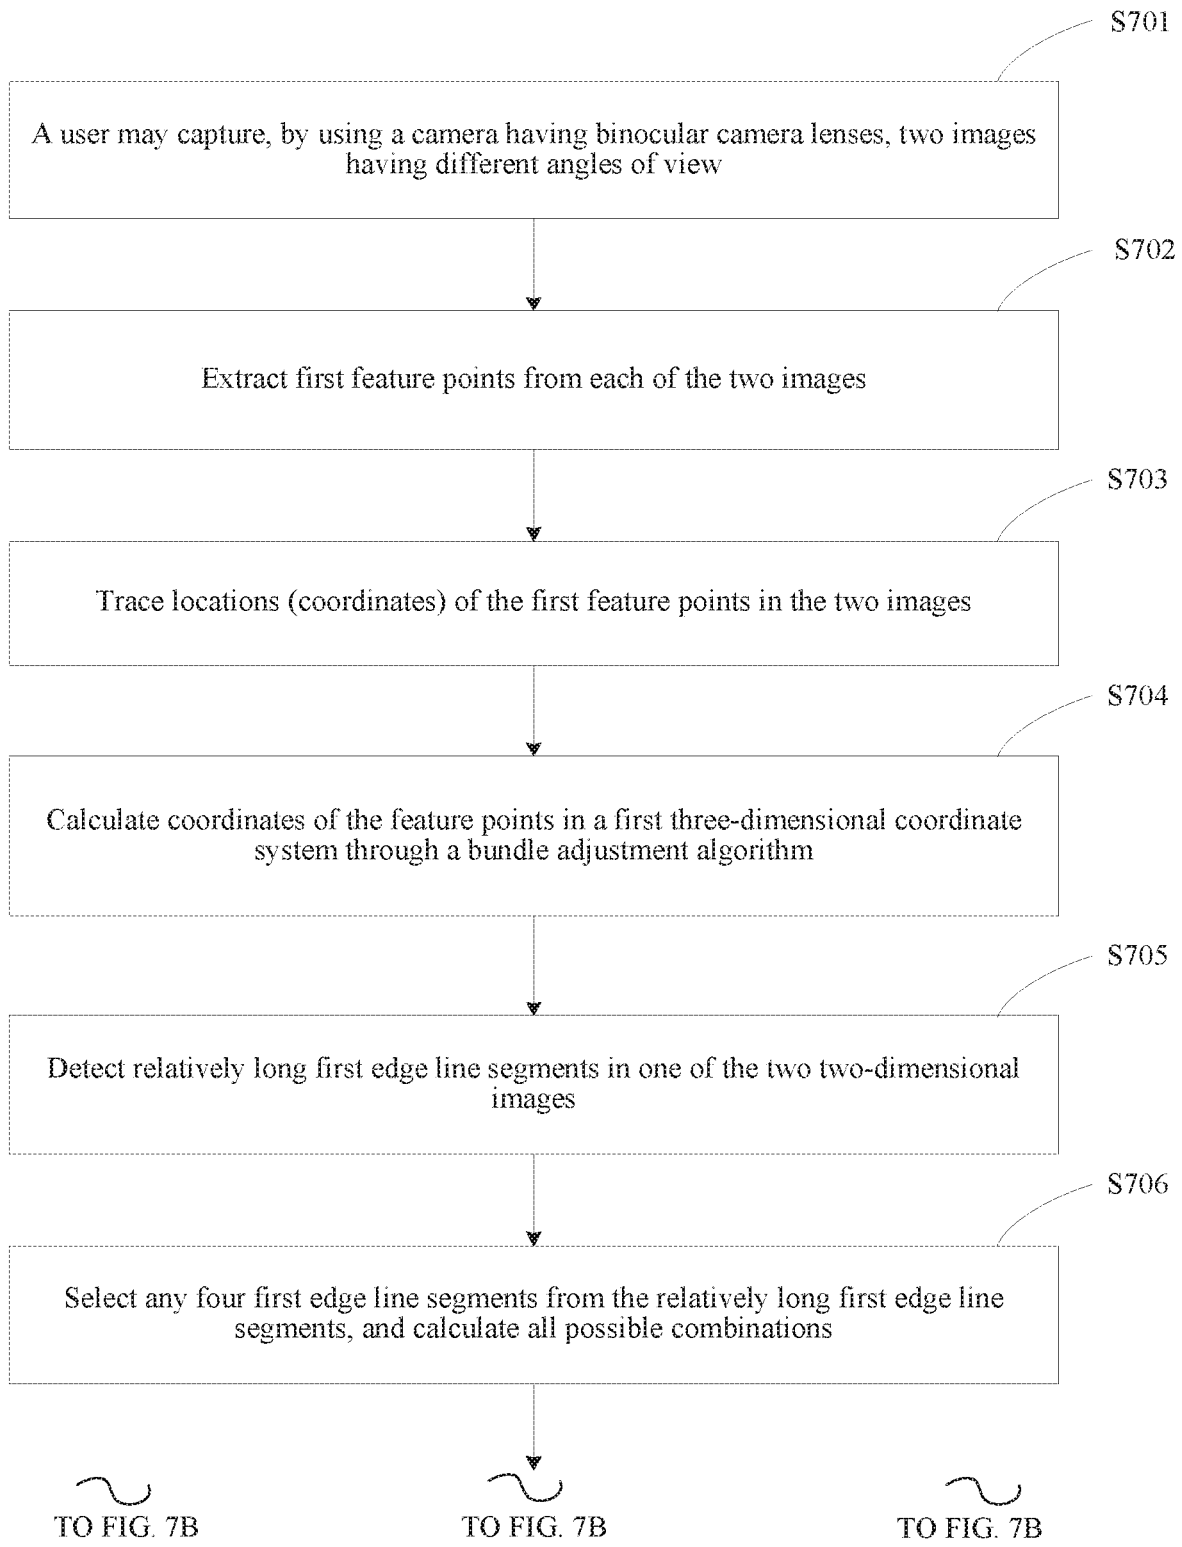 S701
A user may capture, by using a camera having binocular camera lenses, two images
having different angles of view
S702
Extract first feature points from each of the two images
S703
Trace locations (coordinates) of the first feature points in the two images
S704
Calculate coordinates of the feature points in a first three-dimensional coordinate
system through a bundle adjustment algorithm
S705
Detect relatively long first edge line segments in one of the two two-dimensional
images
S706
Select any four first edge line segments from the relatively long first edge line
segments, and calculate all possible combinations
TO FIG. 7B
TO FIG. 7B
TO FIG. 7B